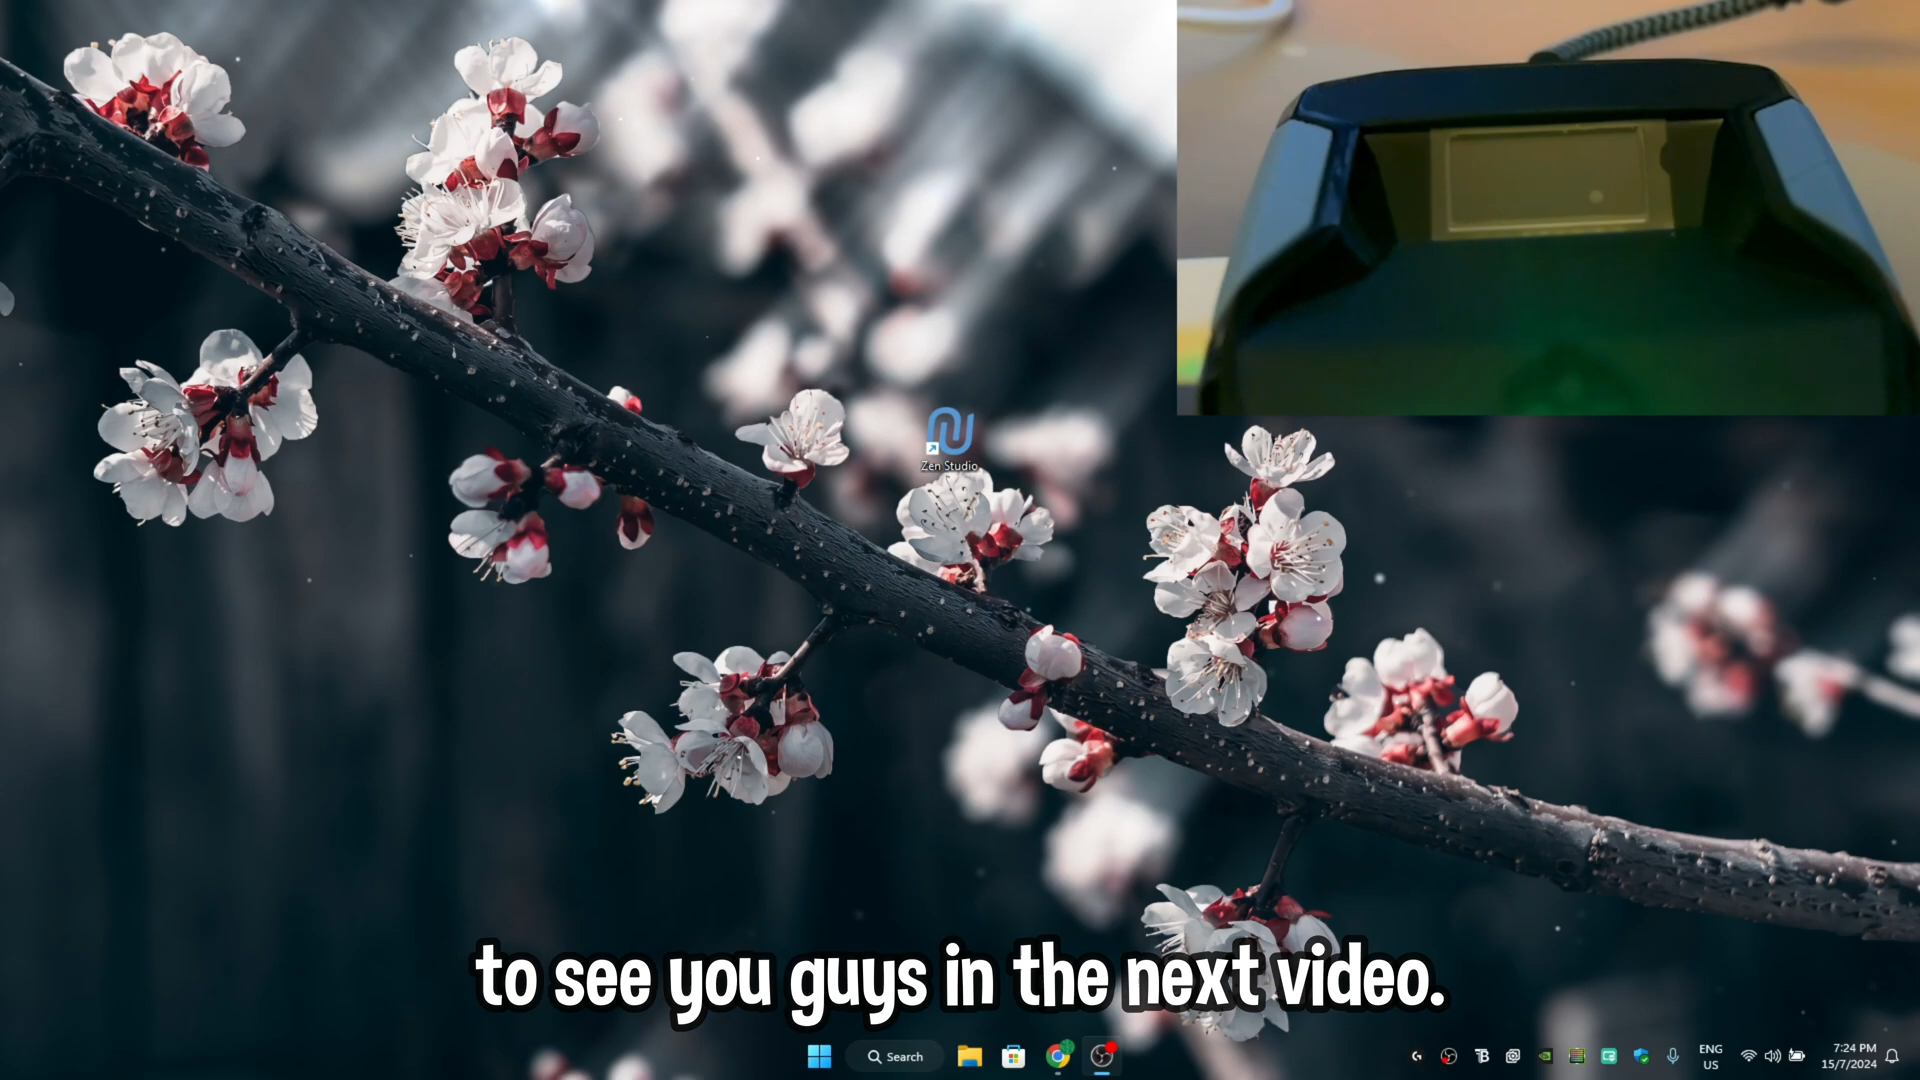 Zen Studio
to see you guys in the next video.
Search
ENG
US
7:24 PM
15/7/2024